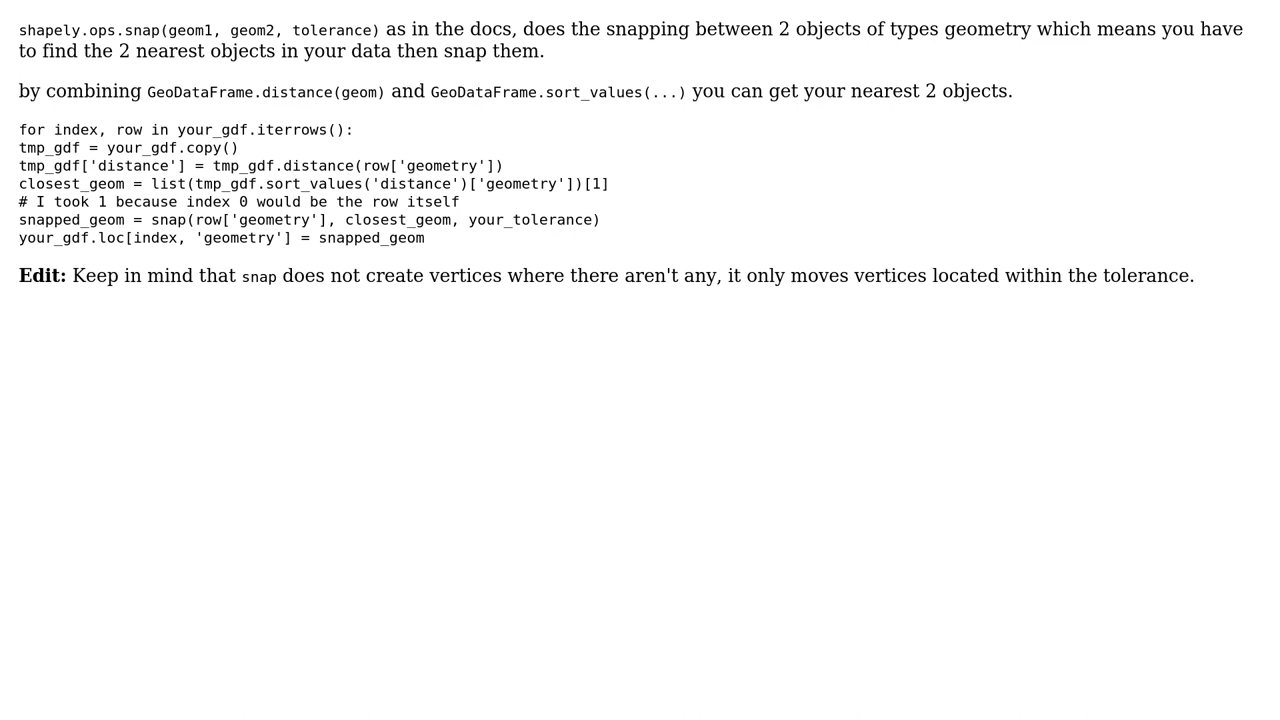 shapely.ops.snap(geom1, geom2, tolerance) as in the docs, does the snapping between 2 objects of types geometry which means you have
to find the 2 nearest objects in your data then snap them.
by combining GeoDataFrame.distance(geom) and GeoDataFrame.sort_values(...) you can get your nearest 2 objects.
for index, row in your_gdf.iterrows():
tmp_gdf = your_gdf.copy()
tmp_gdf['distance'] = tmp_gdf.distance(row['geometry'])
closest_geom = list(tmp_gdf.sort_values('distance')['geometry'])[1]
# I took 1 because index 0 would be the row itself
snapped_geom = snap(row['geometry'], closest_geom, your_tolerance)
your_gdf.loc[index, 'geometry'] = snapped_geom
Edit: Keep in mind that snap does not create vertices where there aren't any, it only moves vertices located within the tolerance.